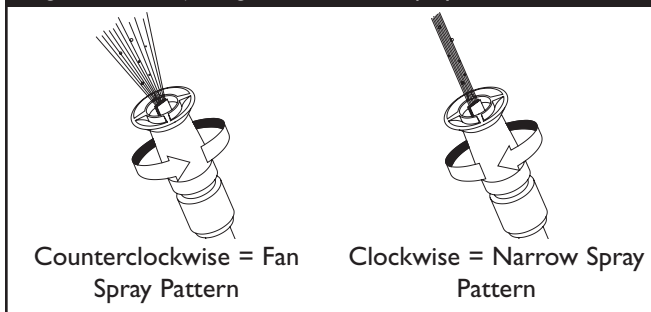 Counterclockwise = Fan
Spray Pattern
Clockwise = Narrow Spray
Pattern